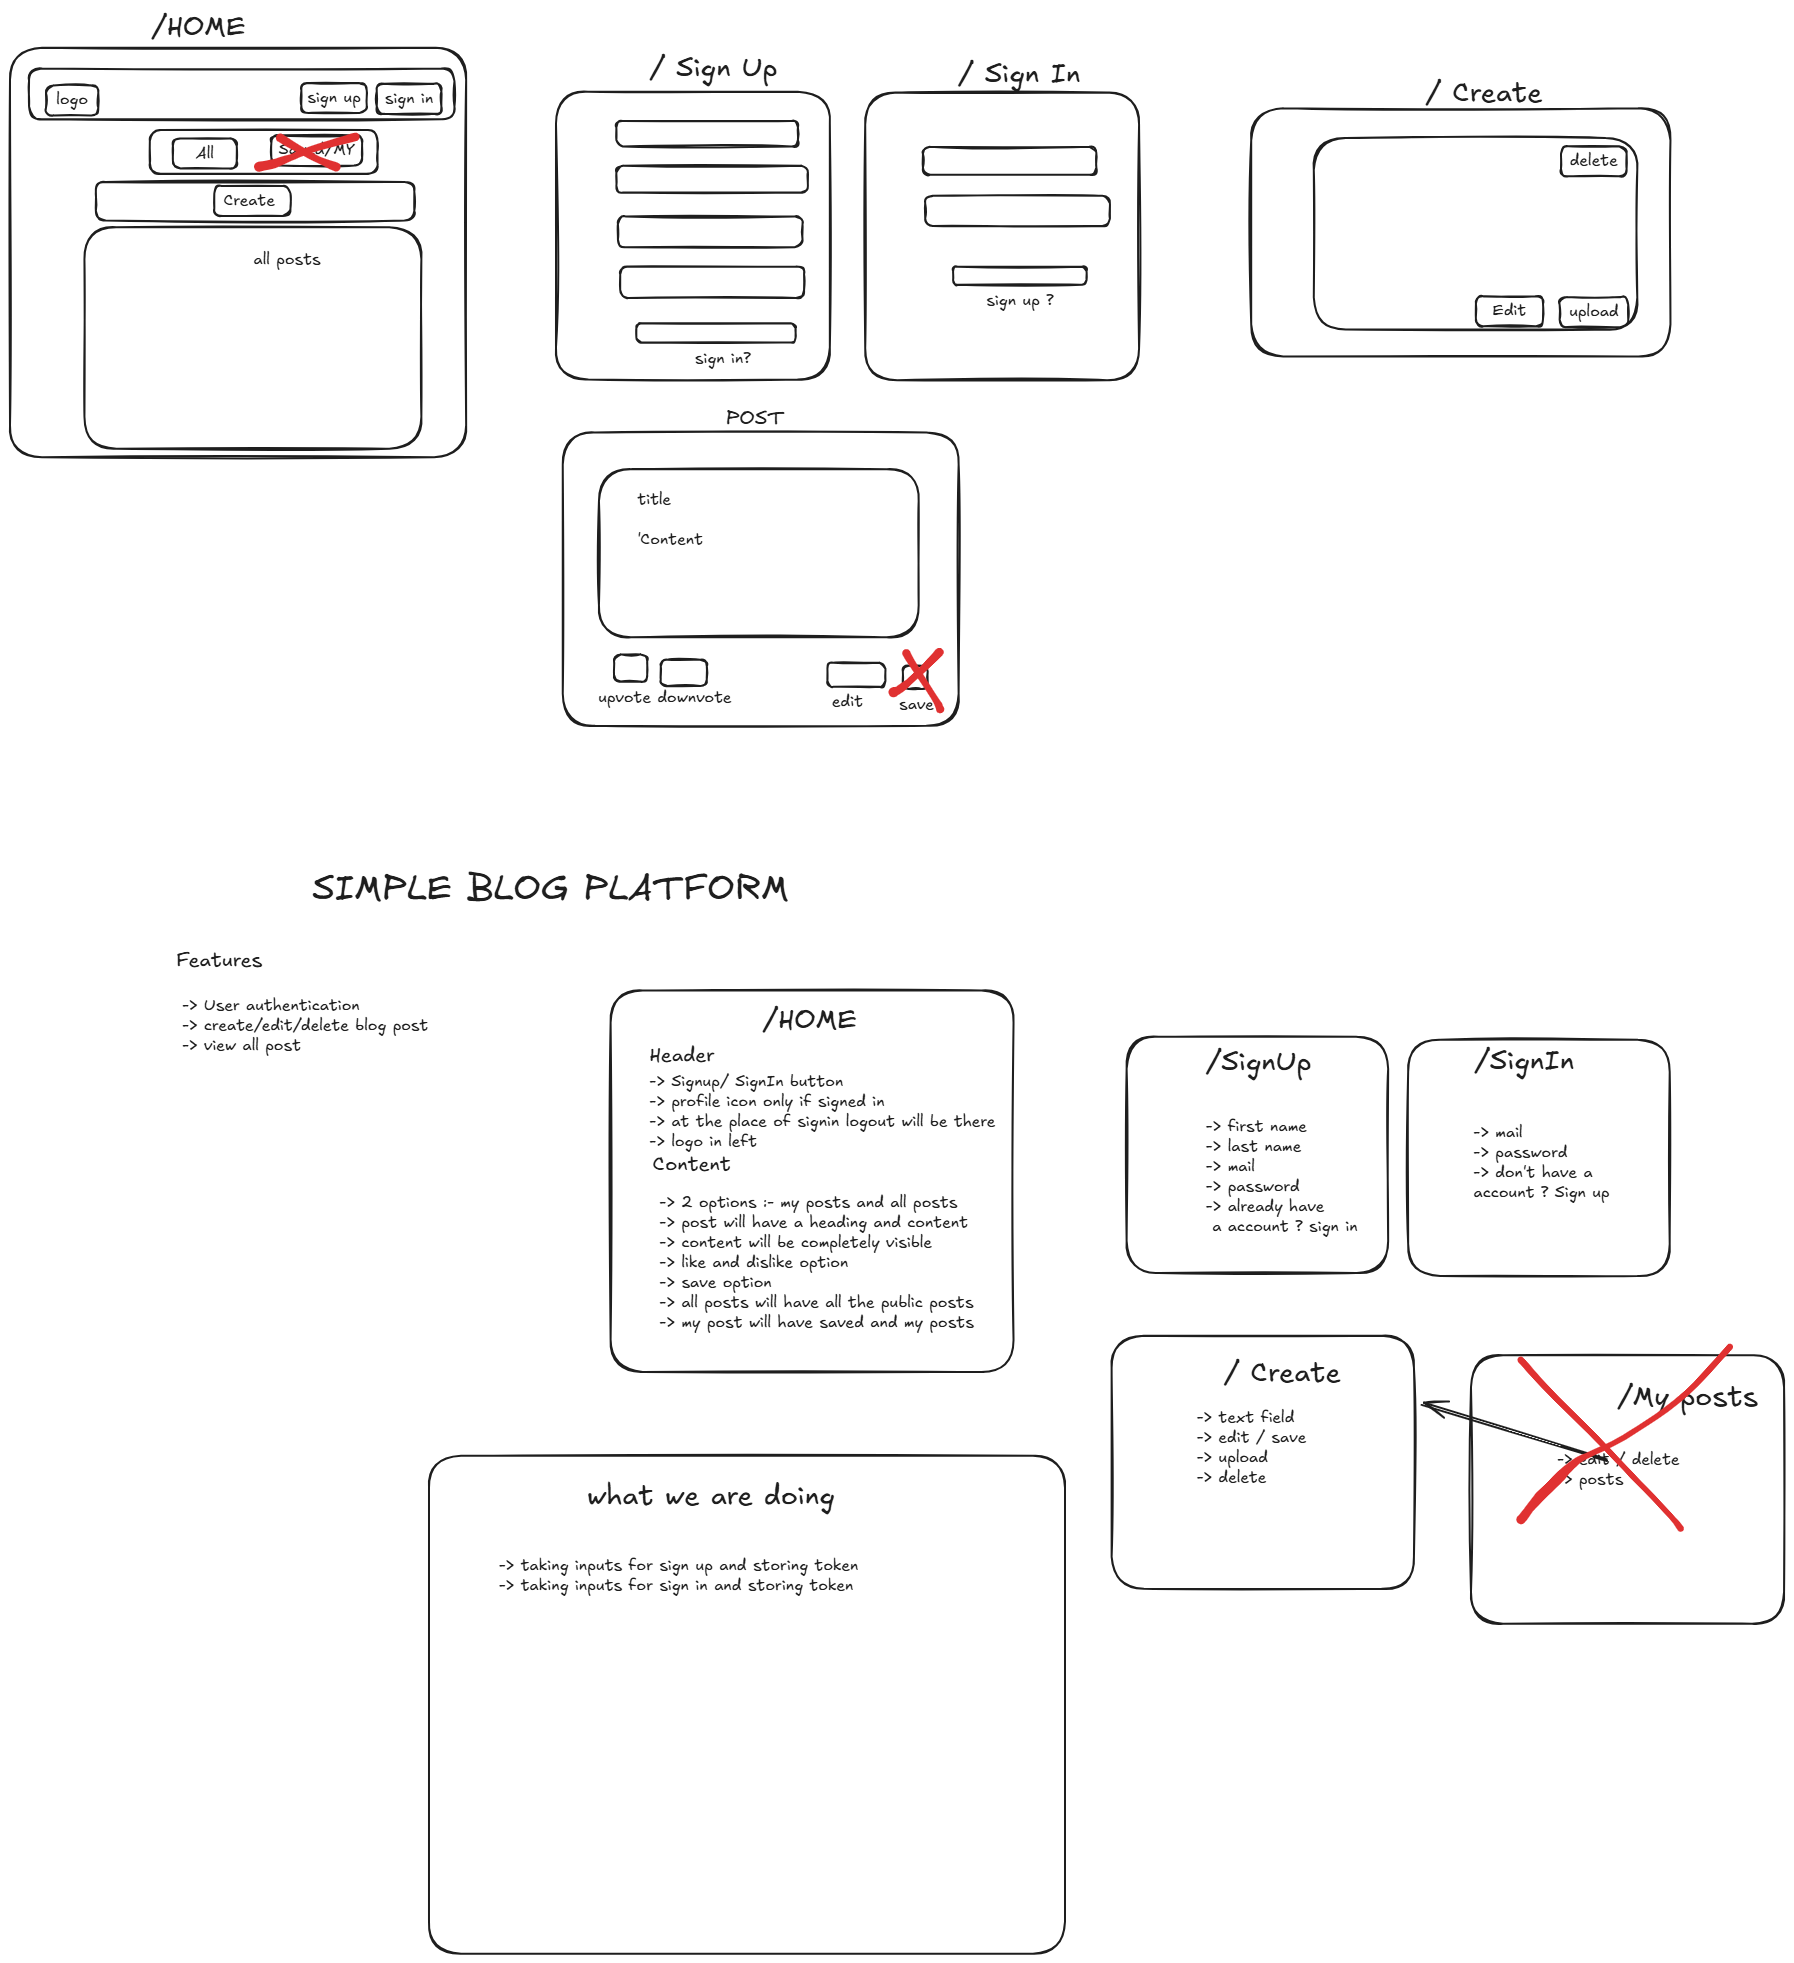 /HOME
logo
sign up
sign in
All
/MY
Create
all posts
/ Sign Up
sign in?
/ Sign In
sign up ?
/ Create
delete
Edit
upload
POST
title
'Content
upvote
downvote
edit
save
SIMPLE BLOG PLATFORM
Features
-> User authentication
-> create/edit/delete blog post
-> view all post
/HOME
Header
-> Signup/ SignIn button
-> profile icon only if signed in
-> at the place of signin logout will be there
-> logo in left
Content
-> 2 options :- my posts and all posts
-> post will have a heading and content
-> content will be completely visible
-> like and dislike option
-> save option
-> all posts will have all the public posts
-> my post will have saved and my posts
/SignUp
-> first name
-> last name
-> mail
-> password
-> already have
a account ? sign in
/SignIn
-> mail
-> password
-> don't have a
account ? Sign up
/ Create
-> text field
-> edit / save
-> upload
-> delete
/My posts
-> edit / delete
-> posts
what we are doing
-> taking inputs for sign up and storing token
-> taking inputs for sign in and storing token